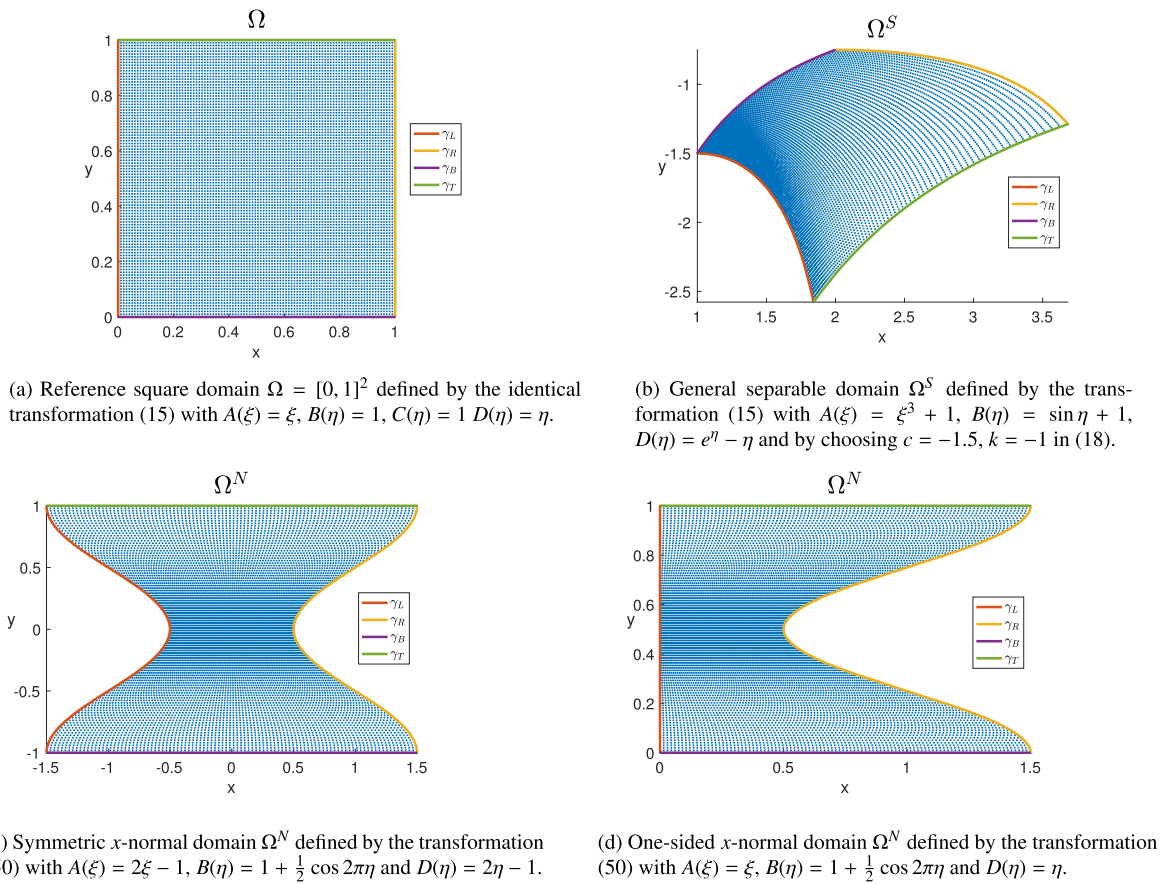 Ω
1
0.8
0.6
0.4
0.2
0
y
0
0.2
0.4
0.6
0.8
1
x
γL
γR
γB
γT
(a) Reference square domain Ω = [0, 1]² defined by the identical
transformation (15) with A(ξ) = ξ, B(η) = 1, C(η) = 1 D(η) = η.
Ω^S
-1
-1.5
-2
-2.5
y
1
1.5
2
2.5
3
3.5
x
γL
γR
γB
γT
(b) General separable domain Ω^S defined by the trans-
formation (15) with A(ξ) = ξ³ + 1, B(η) = sin η + 1,
D(η) = e^η − η and by choosing c = −1.5, k = −1 in (18).
Ω^N
1
0.5
0
-0.5
-1
y
-1.5
-1
-0.5
0
0.5
1
1.5
x
γL
γR
γB
γT
) Symmetric x-normal domain Ω^N defined by the transformation
0) with A(ξ) = 2ξ − 1, B(η) = 1 + ½ cos 2πη and D(η) = 2η − 1.
Ω^N
1
0.8
0.6
0.4
0.2
0
y
0
0.5
1
1.5
x
γL
γR
γB
γT
(d) One-sided x-normal domain Ω^N defined by the transformation
(50) with A(ξ) = ξ, B(η) = 1 + ½ cos 2πη and D(η) = η.